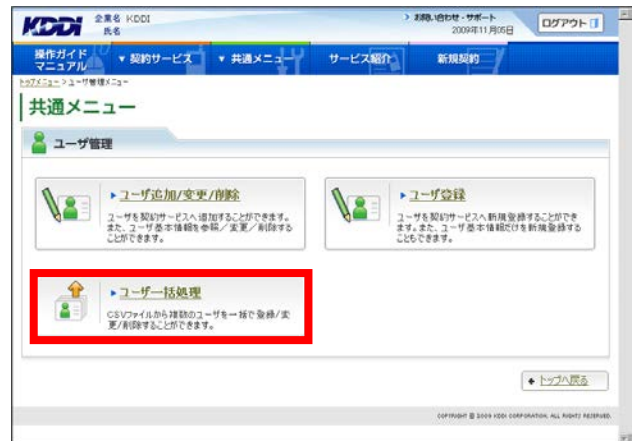 KDDI
企業名 KDDI
氏名
お問い合わせ・サポート
2009年11月05日
ログアウト
操作ガイド
マニュアル
▼ 契約サービス
▼ 共通メニュー
サービス紹介
新規契約
トップメニュー > ユーザ管理メニュー
共通メニュー
ユーザ管理
ユーザ追加/変更/削除
ユーザを契約サービスへ追加することができます。
また、ユーザ基本情報を参照／変更／削除する
ことができます。
ユーザ登録
ユーザを契約サービスへ新規登録することができ
ます。また、ユーザ基本情報だけを新規登録する
こともできます。
ユーザ一括処理
CSVファイルから複数のユーザを一括で登録/変
更/削除することができます。
トップへ戻る
COPYRIGHT © 2009 KDDI CORPORATION. ALL RIGHTS RESERVED.